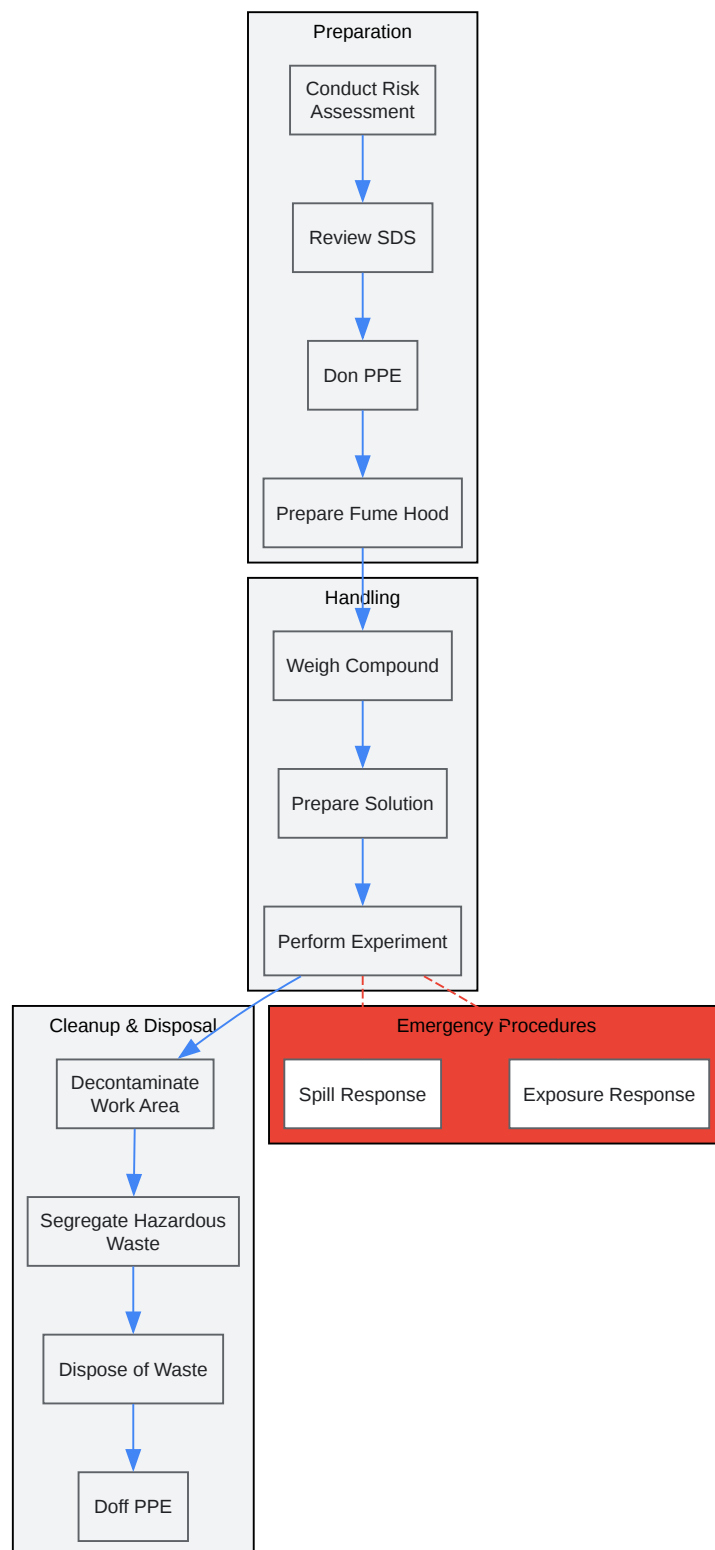 Preparation
Conduct Risk
Assessment
Review SDS
Don PPE
Prepare Fume Hood
Handling
Weigh Compound
Prepare Solution
Perform Experiment
Cleanup & Disposal
Decontaminate
Work Area
Segregate Hazardous
Waste
Dispose of Waste
Doff PPE
Emergency Procedures
Spill Response
Exposure Response